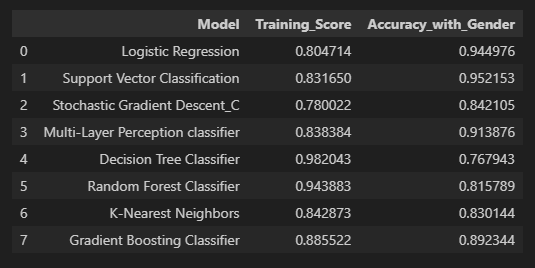 Model Training_Score Accuracy_with_Gender
0 Logistic Regression 0.804714 0.944976
1 Support Vector Classification 0.831650 0.952153
2 Stochastic Gradient Descent_C 0.780022 0.842105
3 Multi-Layer Perception classifier 0.838384 0.913876
4 Decision Tree Classifier 0.982043 0.767943
5 Random Forest Classifier 0.943883 0.815789
6 K-Nearest Neighbors 0.842873 0.830144
7 Gradient Boosting Classifier 0.885522 0.892344